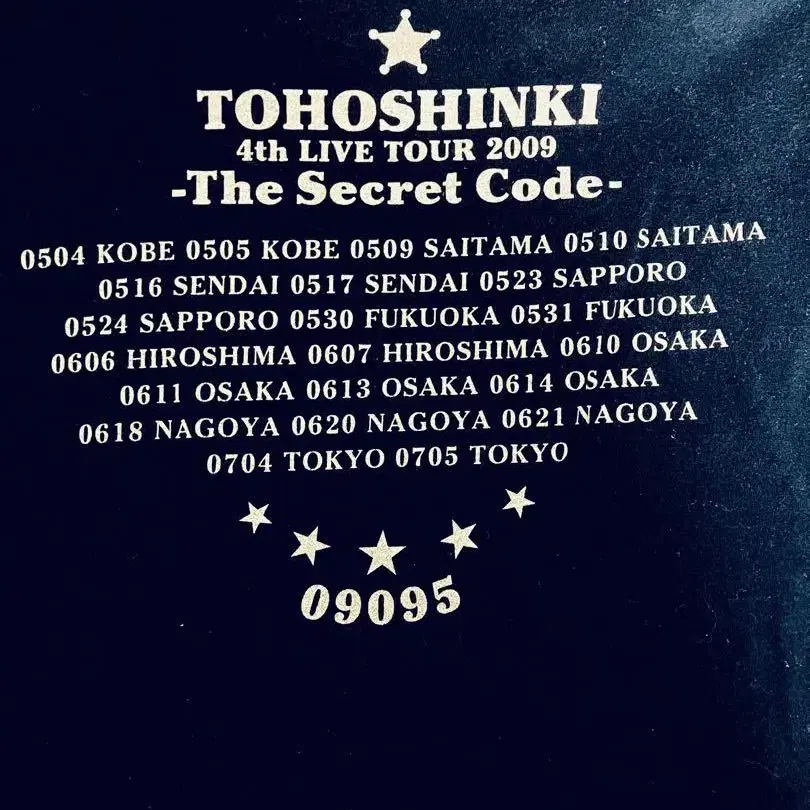 TOHOSHINKI
4th LIVE TOUR 2009
-The Secret Code-
0504 KOBE 0505 KOBE 0509 SAITAMA 0510 SAITAMA
0516 SENDAI 0517 SENDAI 0523 SAPPORO
0524 SAPPORO 0530 FUKUOKA 0531 FUKUOKA
0606 HIROSHIMA 0607 HIROSHIMA 0610 OSAKA
0611 OSAKA 0613 OSAKA 0614 OSAKA
0618 NAGOYA 0620 NAGOYA 0621 NAGOYA
0704 TOKYO 0705 TOKYO
09095